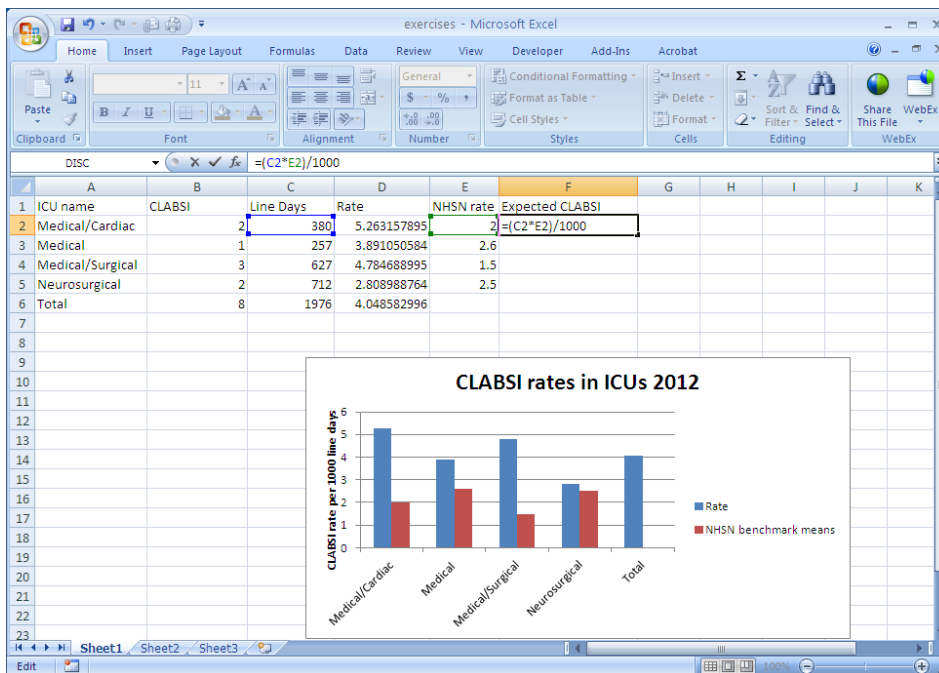 exercises - Microsoft Excel
Home Insert Page Layout Formulas Data Review View Developer Add-Ins Acrobat
Paste
11 A A
B I U A
General
$ % ,
Conditional Formatting
Format as Table
Cell Styles
Insert
Delete
Format
Σ
Sort & Filter
Find & Select
Share This File
WebEx
Clipboard Font Alignment Number Styles Cells Editing WebEx
DISC fx =(C2*E2)/1000
A B C D E F G H I J K
1 ICU name CLABSI Line Days Rate NHSN rate Expected CLABSI
2 Medical/Cardiac 2 380 5.263157895 2 =(C2*E2)/1000
3 Medical 1 257 3.891050584 2.6
4 Medical/Surgical 3 627 4.784688995 1.5
5 Neurosurgical 2 712 2.808988764 2.5
6 Total 8 1976 4.048582996
7
8
9
10
11
12
13
14
15
16
17
18
19
20
21
22
23
CLABSI rates in ICUs 2012
CLABSI rate per 1000 line days
6
5
4
3
2
1
0
Medical/Cardiac
Medical
Medical/Surgical
Neurosurgical
Total
Rate
NHSN benchmark means
Sheet1 Sheet2 Sheet3
Edit 100%